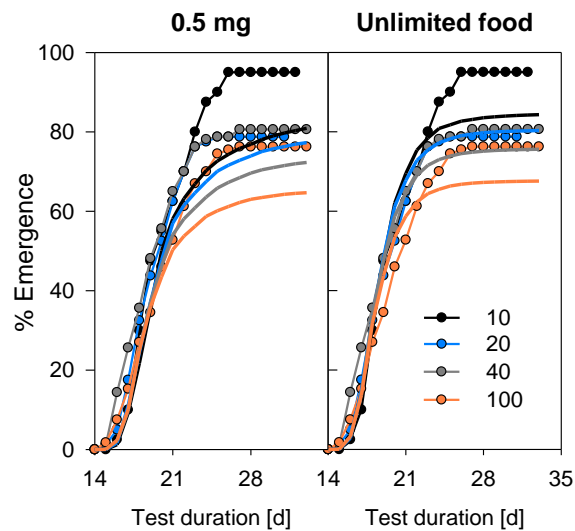 0.5 mg Unlimited food
100
80
60
40
20
0
% Emergence
10
20
40
100
14 21 28 14 21 28 35
Test duration [d] Test duration [d]